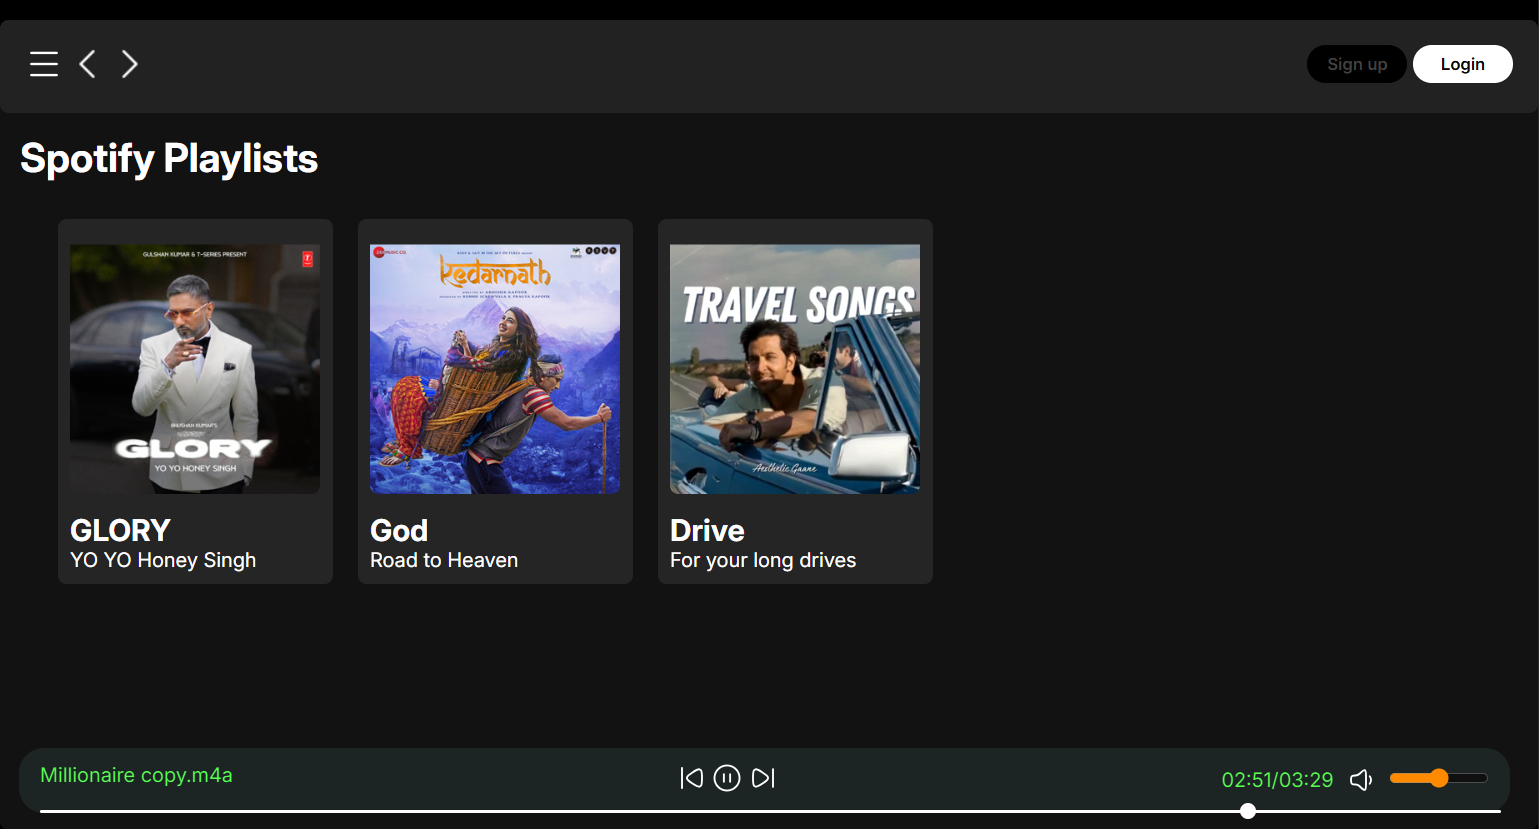 Sign up
Login
Spotify Playlists
GULSHAN KUMAR & T-SERIES PRESENT
T
BHUSHAN KUMAR'S
GLORY
YO YO HONEY SINGH
kedarnath
TRAVEL SONGS
Aesthetic Gaane
GLORY
YO YO Honey Singh
God
Road to Heaven
Drive
For your long drives
Millionaire copy.m4a
02:51/03:29